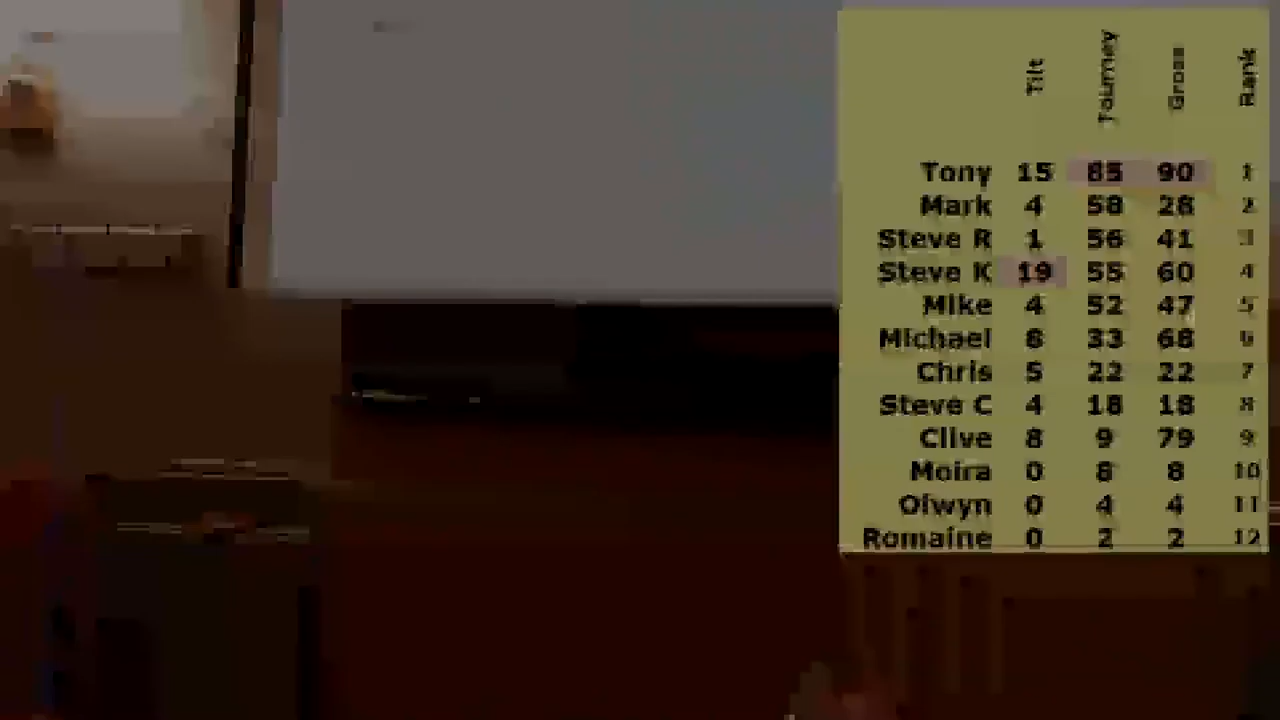 Tilt Tourney Gross Rank
Tony 15 85 90 1
Mark 4 58 28 2
Steve R 1 56 41 3
Steve K 19 55 60 4
Mike 4 52 47 5
Michael 8 33 68 6
Chris 5 22 22 7
Steve C 4 18 18 8
Clive 8 9 79 9
Moira 0 8 8 10
Olwyn 0 4 4 11
Romaine 0 2 2 12